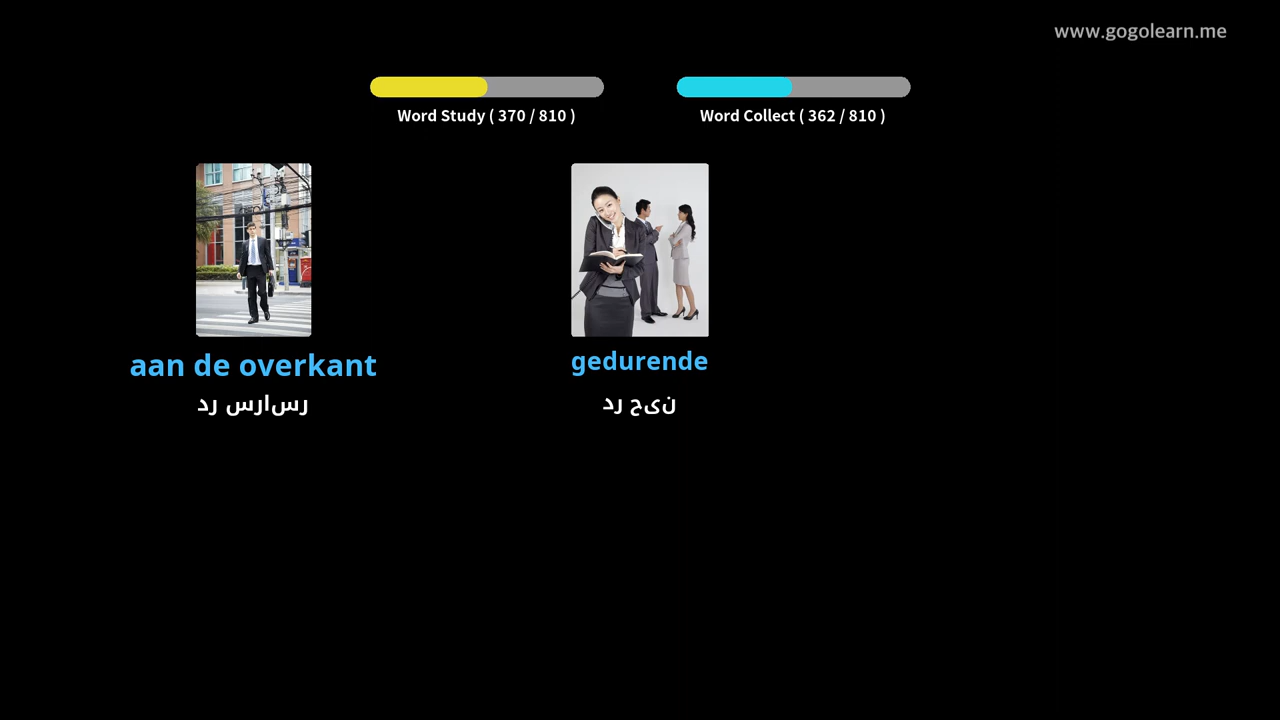 www.gogolearn.me
Word Study ( 370 / 810 )
Word Collect ( 362 / 810 )
aan de overkant
در سراسر
gedurende
در حین